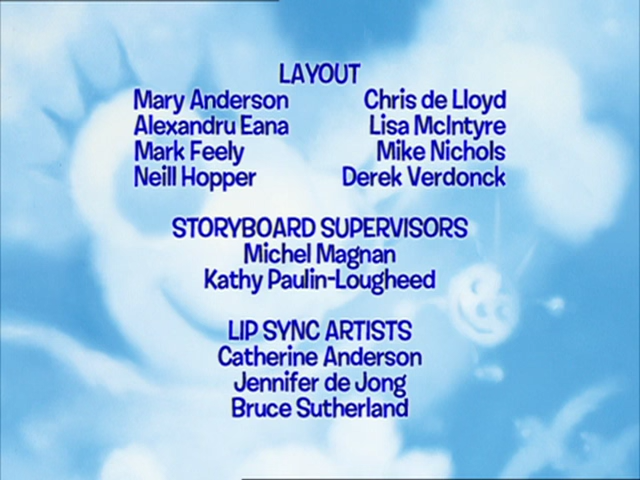 LAYOUT
Mary Anderson Chris de Lloyd
Alexandru Eana Lisa McIntyre
Mark Feely Mike Nichols
Neill Hopper Derek Verdonck
STORYBOARD SUPERVISORS
Michel Magnan
Kathy Paulin-Lougheed
LIP SYNC ARTISTS
Catherine Anderson
Jennifer de Jong
Bruce Sutherland